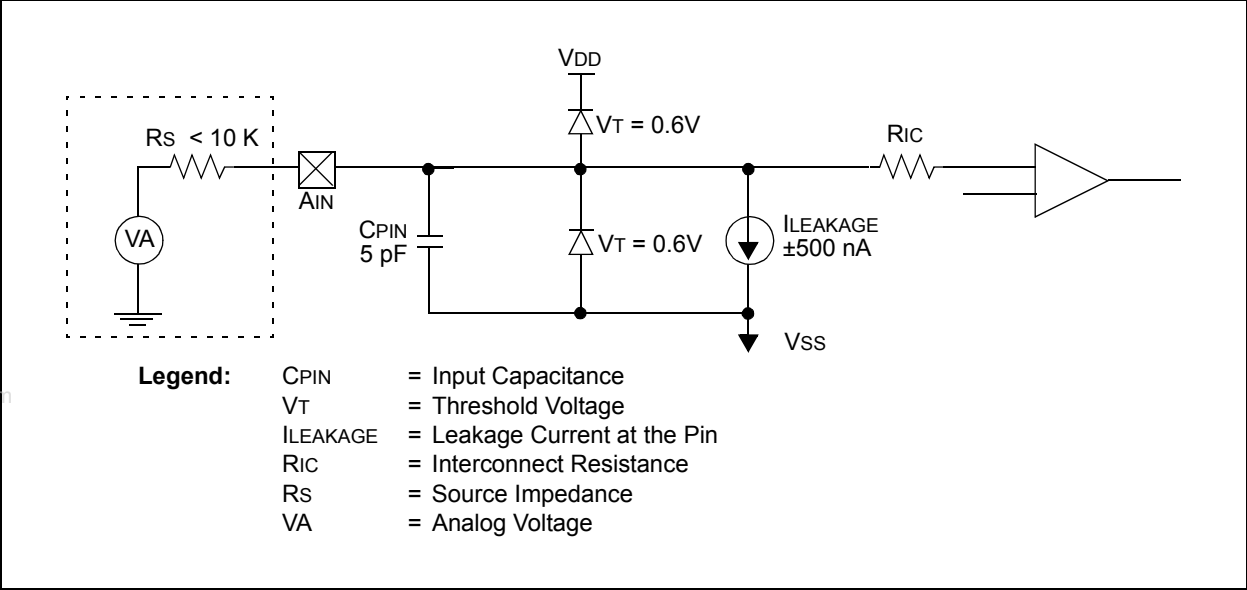 VDD
VT = 0.6V
RS < 10 K
RIC
AIN
VA
CPIN
5 pF
VT = 0.6V
ILEAKAGE
±500 nA
VSS
Legend:
CPIN = Input Capacitance
VT = Threshold Voltage
ILEAKAGE = Leakage Current at the Pin
RIC = Interconnect Resistance
RS = Source Impedance
VA = Analog Voltage